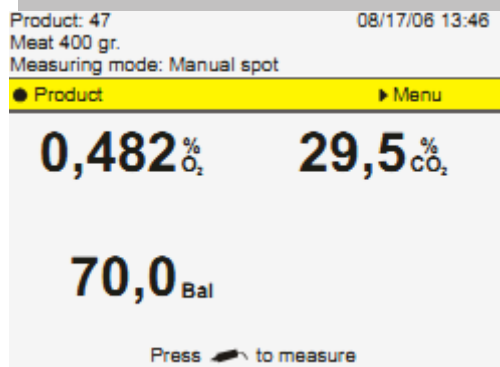 Product: 47 08/17/06 13:46
Meat 400 gr.
Measuring mode: Manual spot
Product Menu
0,482 % O₂ 29,5 % CO₂
70,0 Bal
Press to measure